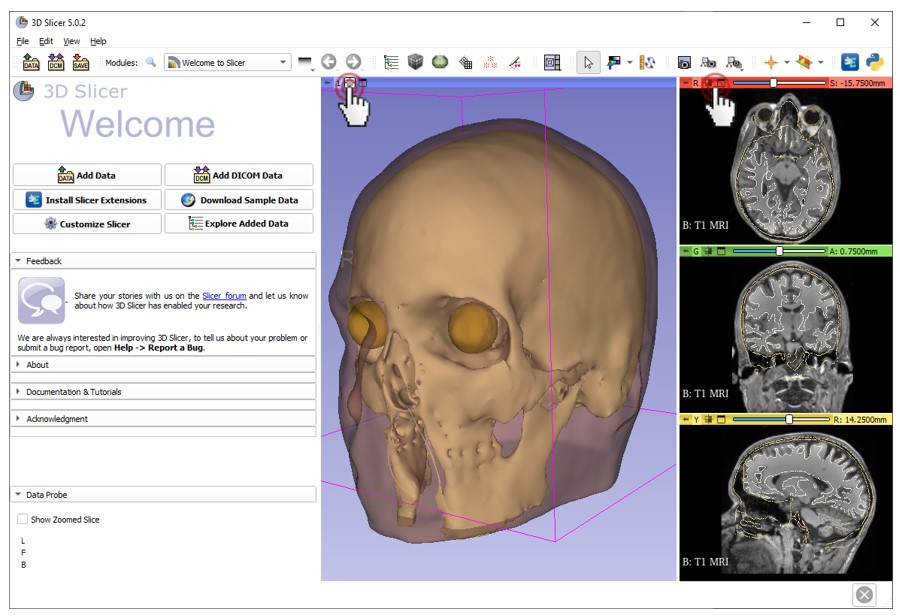 3D Slicer 5.0.2
File Edit View Help
DATA DCM SAVE Modules: Welcome to Slicer
3D Slicer
Welcome
DATA Add Data
DCM Add DICOM Data
Install Slicer Extensions
Download Sample Data
Customize Slicer
Explore Added Data
Feedback
Share your stories with us on the Slicer forum and let us know
about how 3D Slicer has enabled your research.
We are always interested in improving 3D Slicer, to tell us about your problem or
submit a bug report, open Help -> Report a Bug.
About
Documentation & Tutorials
Acknowledgment
Data Probe
Show Zoomed Slice
L
F
B
1
R
R S: -15.7500mm
B: T1 MRI
G A: 0.7500mm
B: T1 MRI
Y R: 14.2500mm
B: T1 MRI